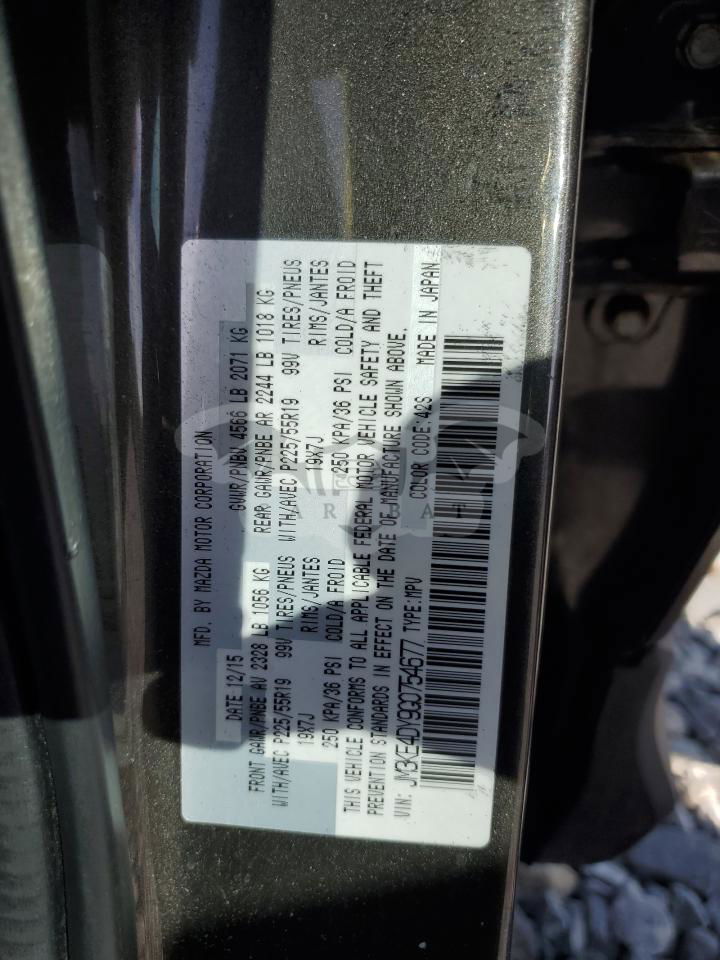 MFD. BY MAZDA MOTOR CORPORATION
DATE 12/15 GVWR/PNBV 4566 LB 2071 KG
FRONT GAWR/PNBE AV 2328 LB 1056 KG REAR GAWR/PNBE AR 2244 LB 1018 KG
WITH/AVEC P225/55R19 99V TIRES/PNEUS WITH/AVEC P225/55R19 99V TIRES/PNEUS
19X7J RIMS/JANTES 19X7J RIMS/JANTES
250 KPA/36 PSI COLD/A FROID 250 KPA/36 PSI COLD/A FROID
THIS VEHICLE CONFORMS TO ALL APPLICABLE FEDERAL MOTOR VEHICLE SAFETY AND THEFT
PREVENTION STANDARDS IN EFFECT ON THE DATE OF MANUFACTURE SHOWN ABOVE.
VIN: JM3KE4DY9G0754677 TYPE:MPV COLOR CODE:42S MADE IN JAPAN